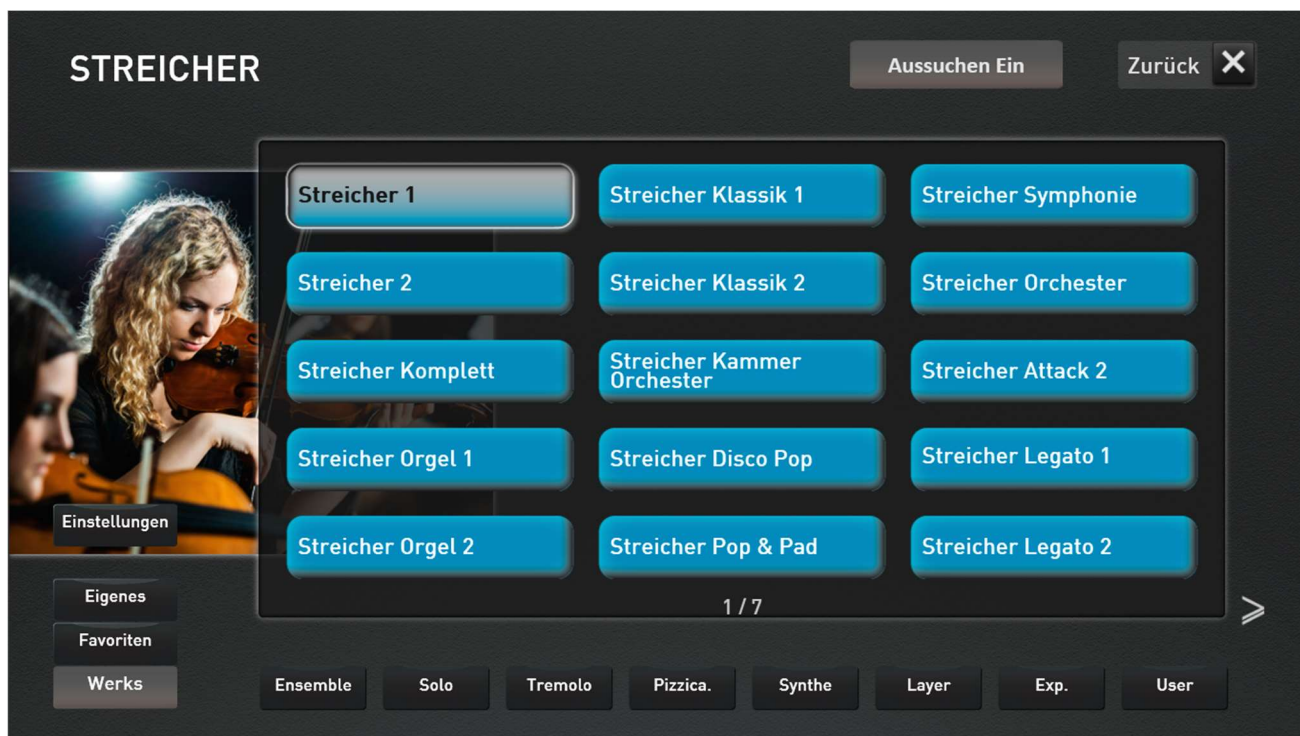 STREICHER
Aussuchen Ein
Zurück
Streicher 1
Streicher Klassik 1
Streicher Symphonie
Streicher 2
Streicher Klassik 2
Streicher Orchester
Streicher Komplett
Streicher Kammer
Orchester
Streicher Attack 2
Streicher Orgel 1
Streicher Disco Pop
Streicher Legato 1
Streicher Orgel 2
Streicher Pop & Pad
Streicher Legato 2
1 / 7
Einstellungen
Eigenes
Favoriten
Werks
Ensemble
Solo
Tremolo
Pizzica.
Synthe
Layer
Exp.
User